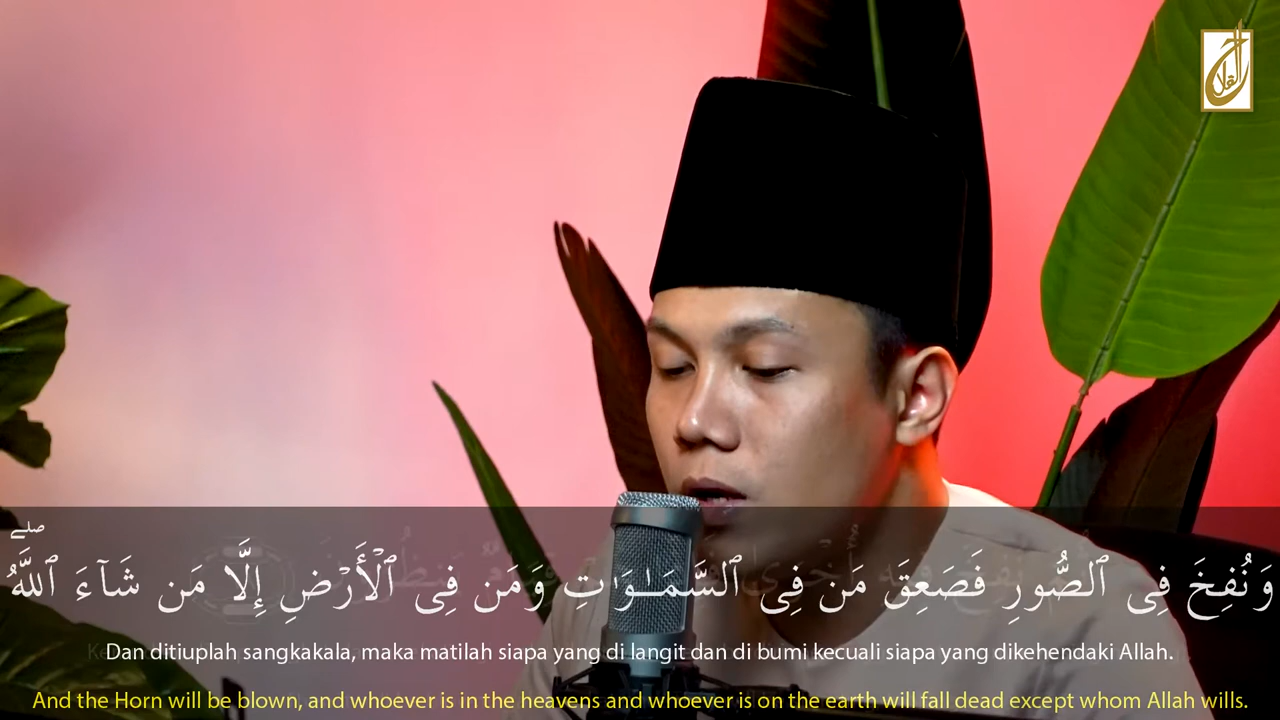 وَنُفِخَ فِى ٱلصُّورِ فَصَعِقَ مَن فِى ٱلسَّمَـٰوَٰتِ وَمَن فِى ٱلْأَرْضِ إِلَّا مَن شَآءَ ٱللَّهُ ۖ
Dan ditiuplah sangkakala, maka matilah siapa yang di langit dan di bumi kecuali siapa yang dikehendaki Allah.
And the Horn will be blown, and whoever is in the heavens and whoever is on the earth will fall dead except whom Allah wills.